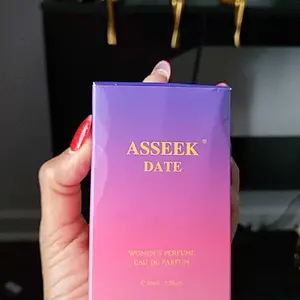 ASSEEK®
DATE
WOMEN'S PERFUME
EAU DE PARFUM